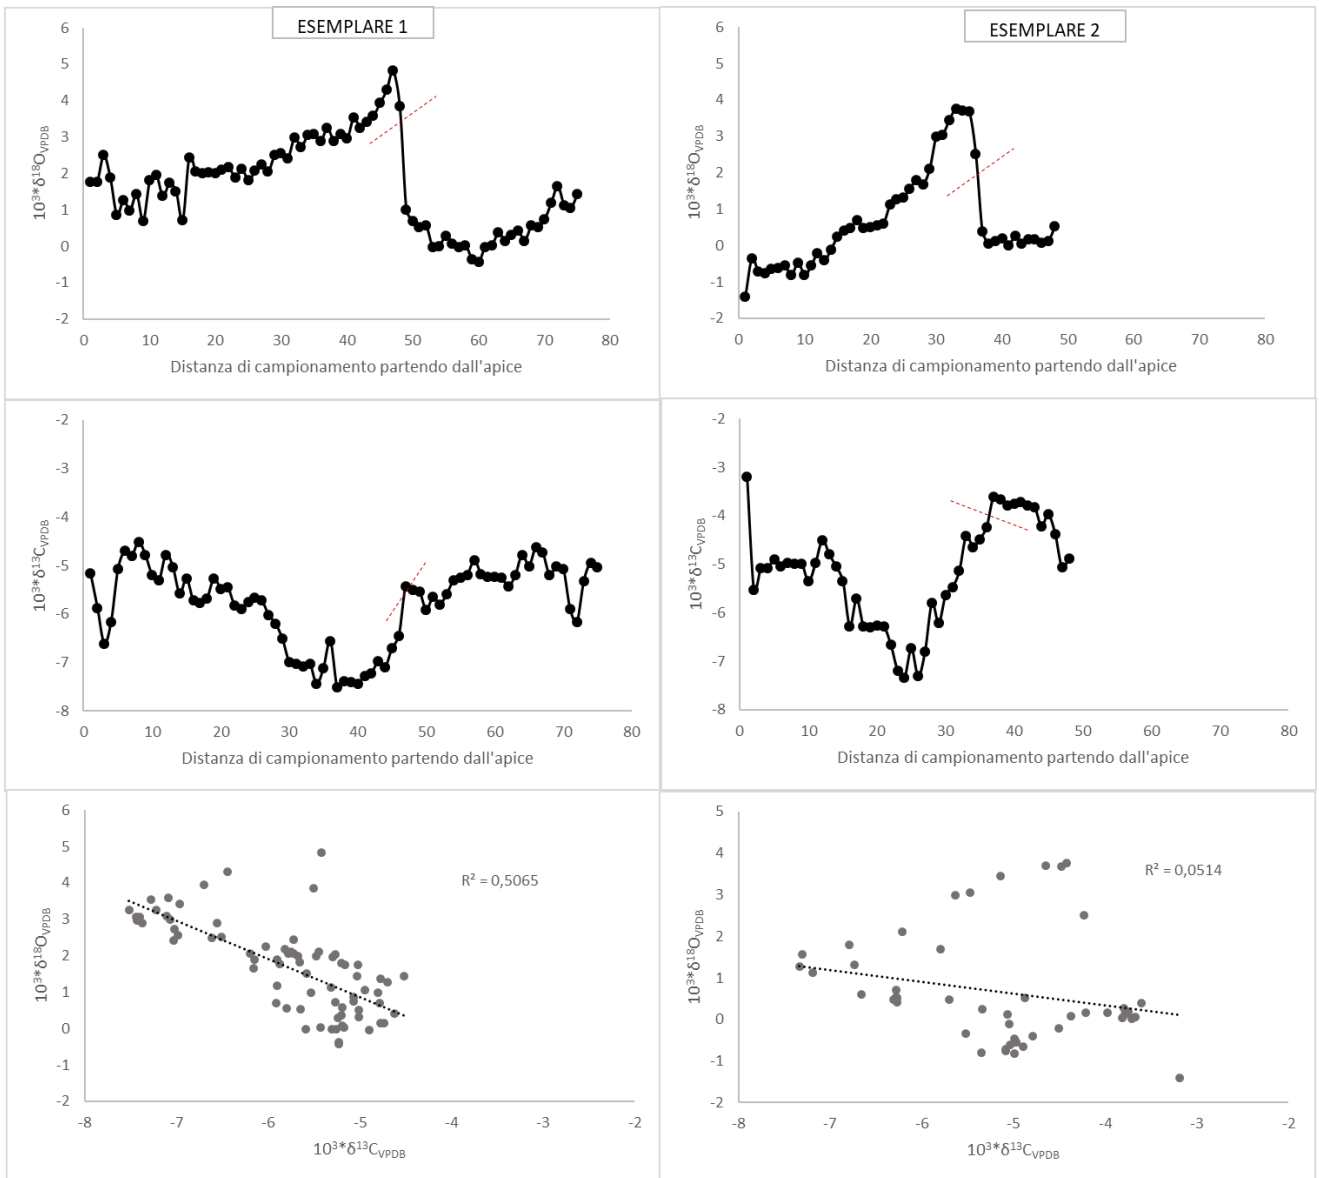 ESEMPLARE 1
6
5
4
3
2
1
0
-1
-2
10³*δ¹⁸O_VPDB
0 10 20 30 40 50 60 70 80
Distanza di campionamento partendo dall'apice
ESEMPLARE 2
6
5
4
3
2
1
0
-1
-2
10³*δ¹⁸O_VPDB
0 10 20 30 40 50 60 70 80
Distanza di campionamento partendo dall'apice
-2
-3
-4
-5
-6
-7
-8
10³*δ¹³C_VPDB
0 10 20 30 40 50 60 70 80
Distanza di campionamento partendo dall'apice
-2
-3
-4
-5
-6
-7
-8
10³*δ¹³C_VPDB
0 10 20 30 40 50 60 70 80
Distanza di campionamento partendo dall'apice
6
5
4
3
2
1
0
-1
-2
10³*δ¹⁸O_VPDB
R² = 0,5065
-8 -7 -6 -5 -4 -3 -2
10³*δ¹³C_VPDB
5
4
3
2
1
0
-1
-2
10³*δ¹⁸O_VPDB
R² = 0,0514
-8 -7 -6 -5 -4 -3 -2
10³*δ¹³C_VPDB